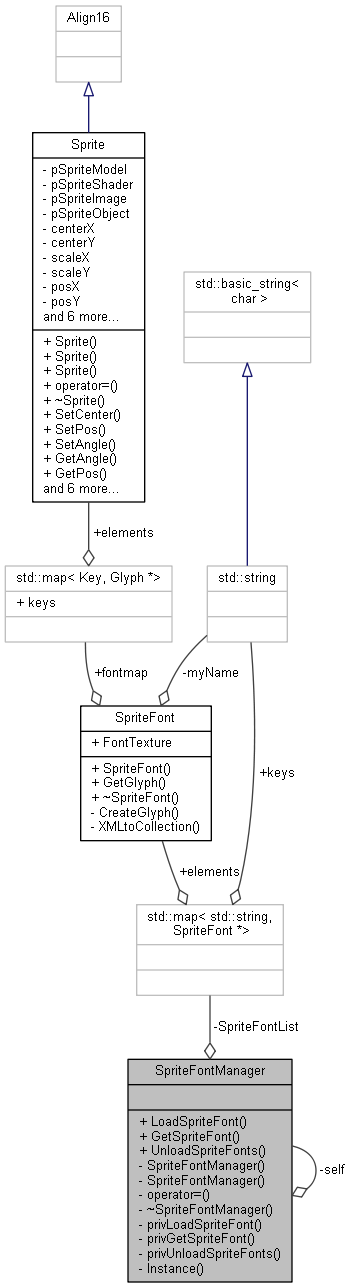 Align16
Sprite
- pSpriteModel
- pSpriteShader
- pSpriteImage
- pSpriteObject
- centerX
- centerY
- scaleX
- scaleY
- posX
- posY
and 6 more...
+ Sprite()
+ Sprite()
+ Sprite()
+ operator=()
+ ~Sprite()
+ SetCenter()
+ SetPos()
+ SetAngle()
+ GetAngle()
+ GetPos()
and 6 more...
std::basic_string<
char >
+elements
std::map< Key, Glyph *>
+ keys
std::string
+fontmap
-myName
SpriteFont
+ FontTexture
+ SpriteFont()
+ GetGlyph()
+ ~SpriteFont()
- CreateGlyph()
- XMLtoCollection()
+keys
+elements
std::map< std::string,
SpriteFont *>
-SpriteFontList
SpriteFontManager
+ LoadSpriteFont()
+ GetSpriteFont()
+ UnloadSpriteFonts()
- SpriteFontManager()
- SpriteFontManager()
- operator=()
- ~SpriteFontManager()
- privLoadSpriteFont()
- privGetSpriteFont()
- privUnloadSpriteFonts()
- Instance()
-self